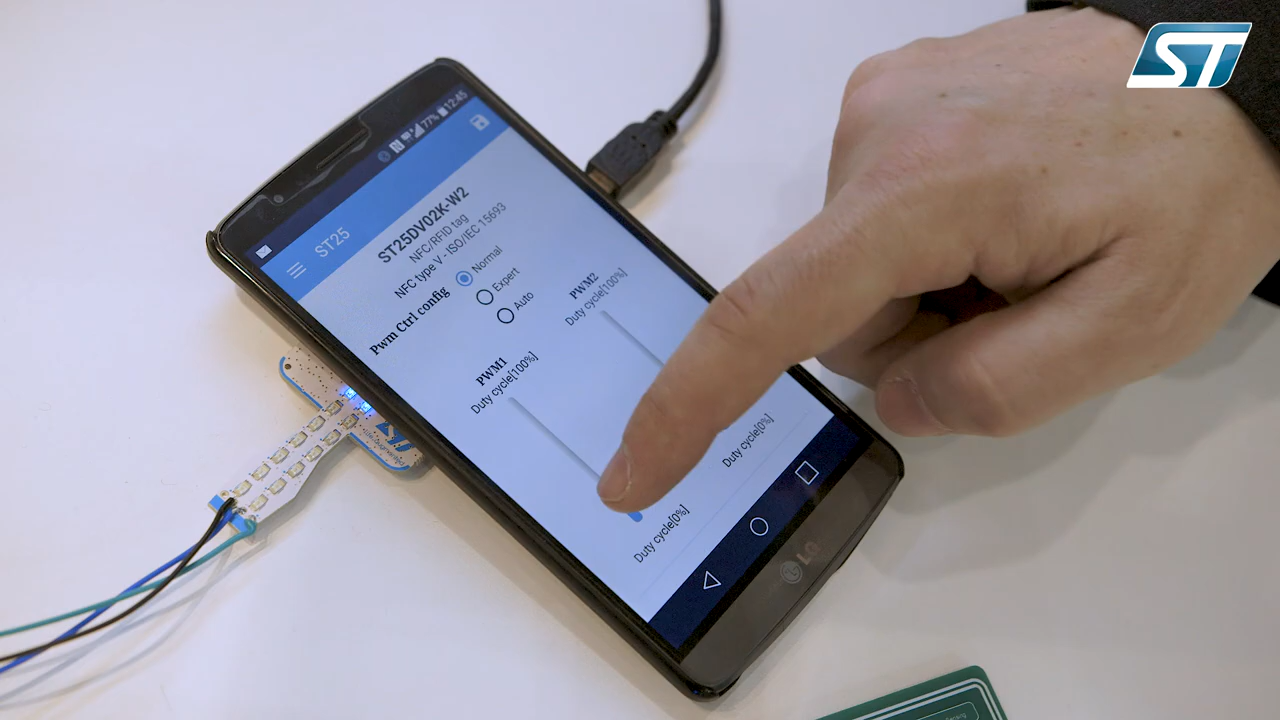 ST
77% 12:45
ST25
ST25DV02K-W2
NFC/RFID tag
NFC type V - ISO/IEC 15693
Pwm Ctrl config
Normal
Expert
Auto
PWM1
Duty cycle[100%]
Duty cycle[0%]
PWM2
Duty cycle[100%]
Duty cycle[0%]
LG